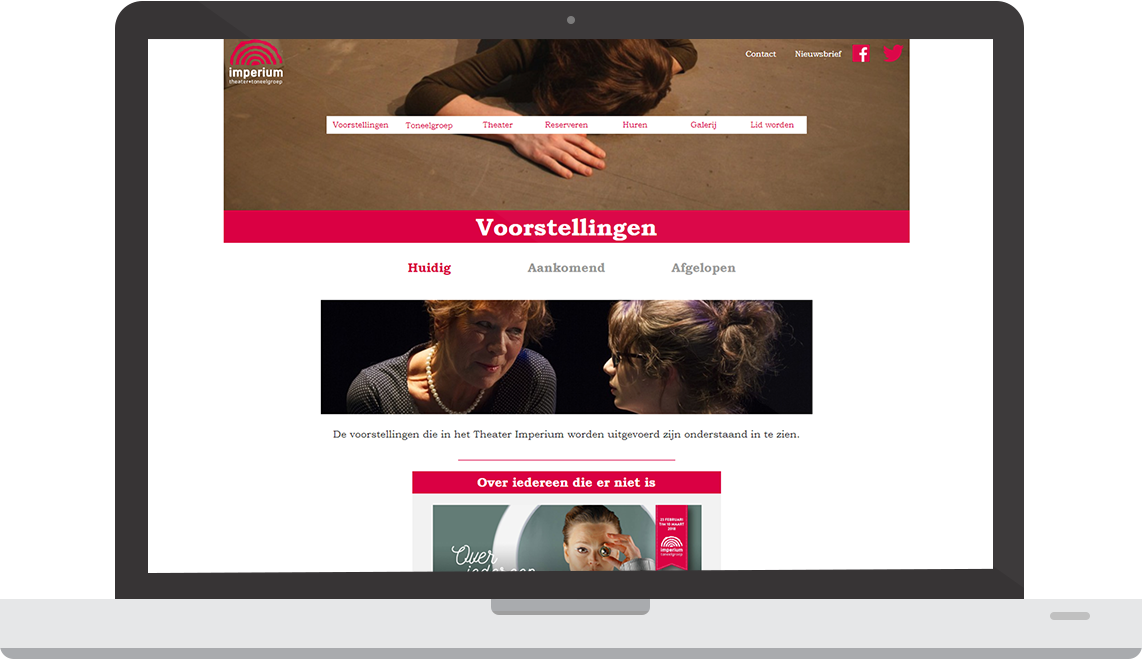 imperium
theater+toneelgroep
Contact Nieuwsbrief
Voorstellingen Toneelgroep Theater Reserveren Huren Galerij Lid worden
Voorstellingen
Huidig Aankomend Afgelopen
De voorstellingen die in het Theater Imperium worden uitgevoerd zijn onderstaand in te zien.
Over iedereen die er niet is
22 FEBRUARI
T/M 10 MAART
2018
imperium
toneelgroep
Over
iedereen